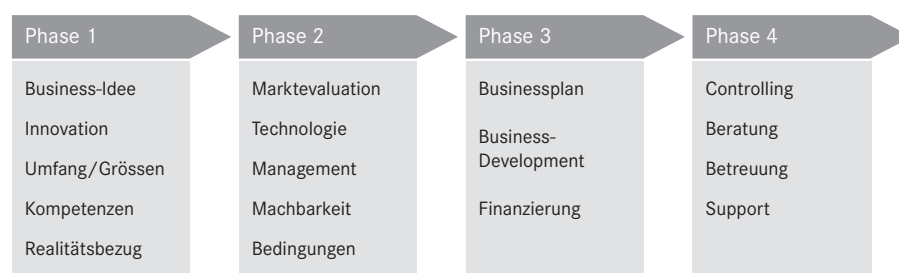 Phase 1
Business-Idee
Innovation
Umfang/Grössen
Kompetenzen
Realitätsbezug
Phase 2
Marktevaluation
Technologie
Management
Machbarkeit
Bedingungen
Phase 3
Businessplan
Business-
Development
Finanzierung
Phase 4
Controlling
Beratung
Betreuung
Support